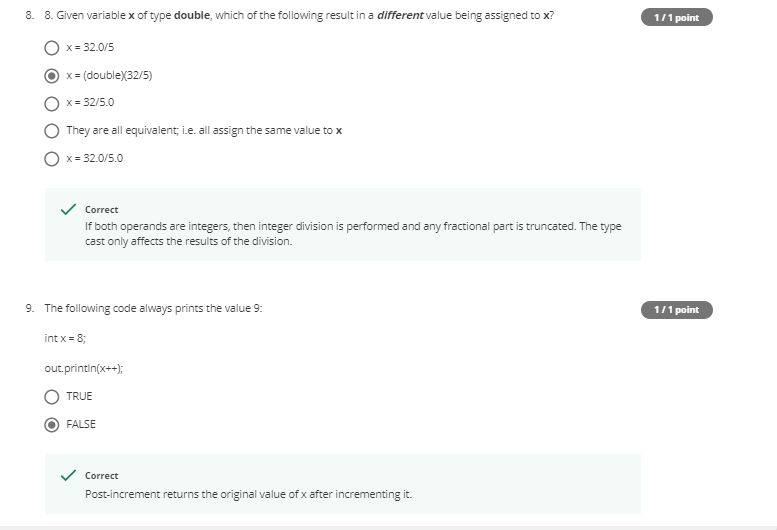 8. 8. Given variable x of type double, which of the following result in a different value being assigned to x?
1 / 1 point
x = 32.0/5
x = (double)(32/5)
x = 32/5.0
They are all equivalent; i.e. all assign the same value to x
x = 32.0/5.0
Correct
If both operands are integers, then integer division is performed and any fractional part is truncated. The type
cast only affects the results of the division.
9. The following code always prints the value 9:
1 / 1 point
int x = 8;
out.println(x++);
TRUE
FALSE
Correct
Post-increment returns the original value of x after incrementing it.